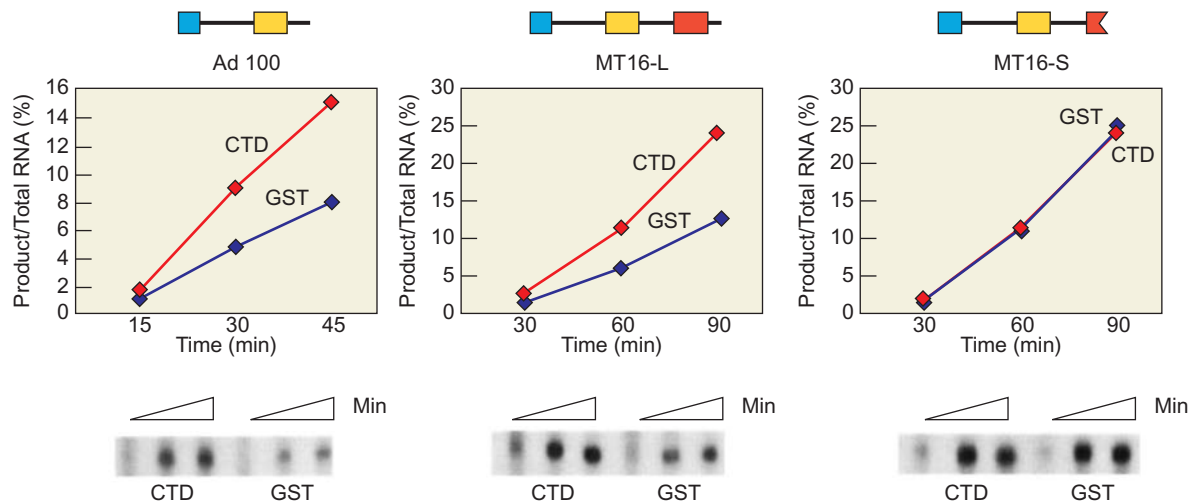 Ad 100
MT16-L
MT16-S
Product/Total RNA (%)
16
14
12
10
8
6
4
2
0
CTD
GST
15 30 45
Time (min)
Product/Total RNA (%)
30
25
20
15
10
5
0
CTD
GST
30 60 90
Time (min)
Product/Total RNA (%)
30
25
20
15
10
5
0
GST
CTD
30 60 90
Time (min)
Min
CTD GST
Min
CTD GST
Min
CTD GST